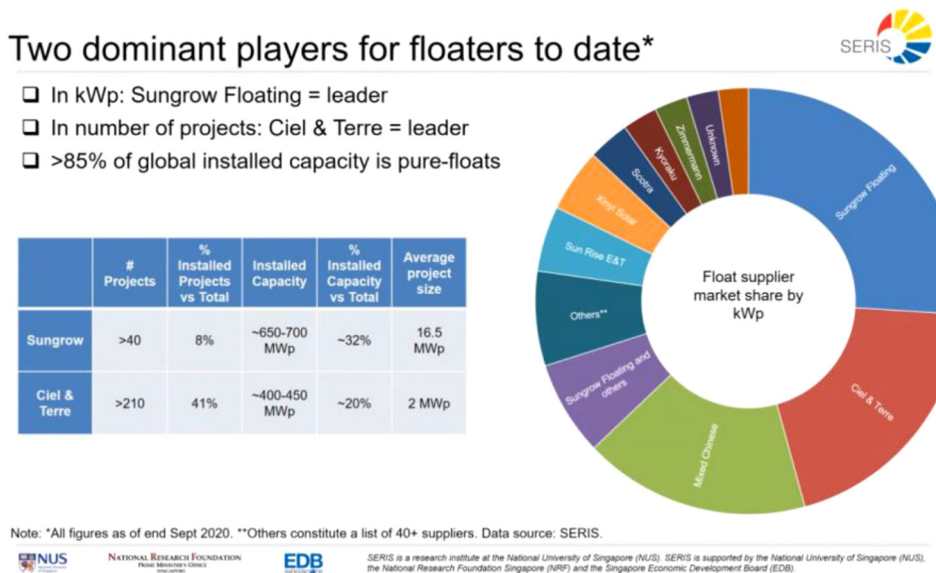 SERIS
Two dominant players for floaters to date*
❑ In kWp: Sungrow Floating = leader
❑ In number of projects: Ciel & Terre = leader
❑ >85% of global installed capacity is pure-floats
# Projects
% Installed Projects vs Total
Installed Capacity
% Installed Capacity vs Total
Average project size
Sungrow
>40
8%
~650-700 MWp
~32%
16.5 MWp
Ciel & Terre
>210
41%
~400-450 MWp
~20%
2 MWp
Float supplier
market share by
kWp
Sungrow Floating
Ciel & Terre
Mixed Chinese
Sungrow Floating and
others
Others**
Sun Rise E&T
Xinyi Solar
Scotra
Kyoraku
Zimmermann
Unknown
Note: *All figures as of end Sept 2020. **Others constitute a list of 40+ suppliers. Data source: SERIS.
NUS
National University
of Singapore
NATIONAL RESEARCH FOUNDATION
PRIME MINISTER'S OFFICE
SINGAPORE
EDB
SERIS is a research institute at the National University of Singapore (NUS). SERIS is supported by the National University of Singapore (NUS),
the National Research Foundation Singapore (NRF) and the Singapore Economic Development Board (EDB).